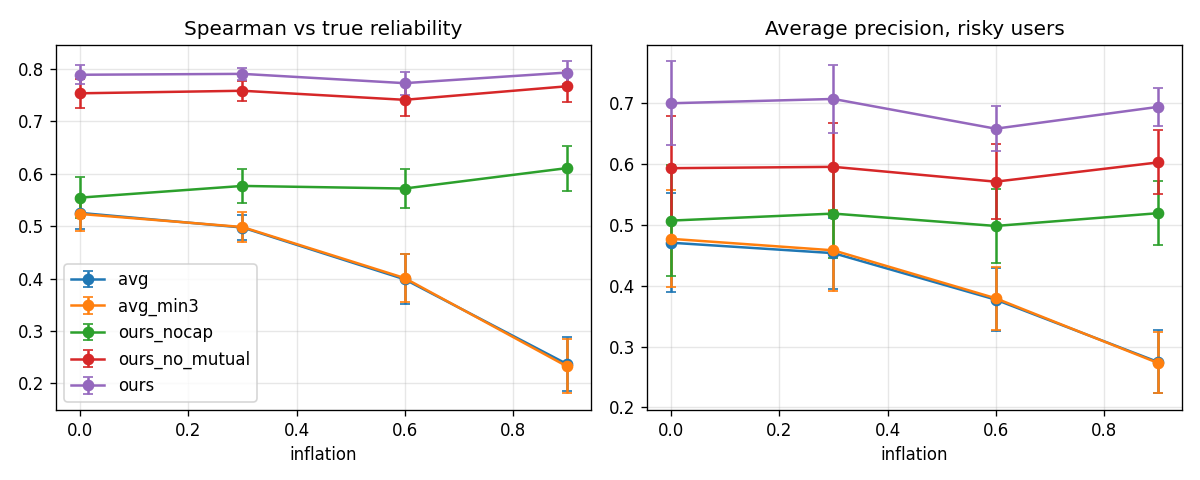 Spearman vs true reliability
0.8
0.7
0.6
0.5
0.4
0.3
0.2
avg
avg_min3
ours_nocap
ours_no_mutual
ours
0.0 0.2 0.4 0.6 0.8
inflation
Average precision, risky users
0.7
0.6
0.5
0.4
0.3
0.2
0.0 0.2 0.4 0.6 0.8
inflation